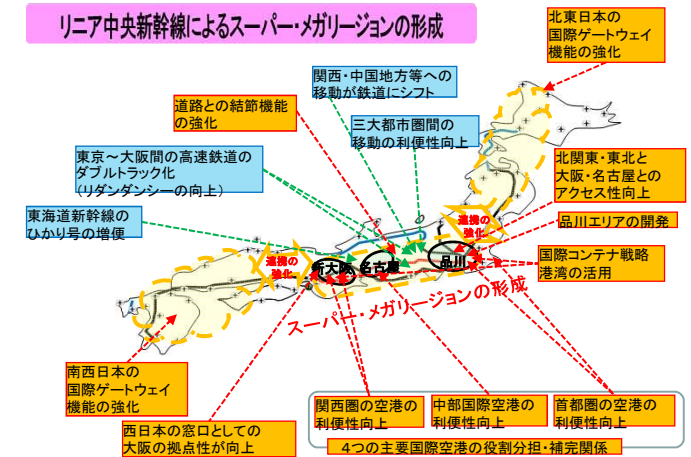 リニア中央新幹線によるスーパー・メガリージョンの形成
北東日本の
国際ゲートウェイ
機能の強化
関西・中国地方等への
移動が鉄道にシフト
道路との結節機能
の強化
三大都市圏間の
移動の利便性向上
東京～大阪間の高速鉄道の
ダブルトラック化
（リダンダンシーの向上）
北関東・東北と
大阪・名古屋との
アクセス性向上
東海道新幹線の
ひかり号の増便
品川エリアの開発
連携の
強化
国際コンテナ戦略
港湾の活用
連携の
強化
新大阪
名古屋
品川
スーパー・メガリージョンの形成
南西日本の
国際ゲートウェイ
機能の強化
西日本の窓口としての
大阪の拠点性が向上
関西圏の空港の
利便性向上
中部国際空港の
利便性向上
首都圏の空港の
利便性向上
４つの主要国際空港の役割分担・補完関係